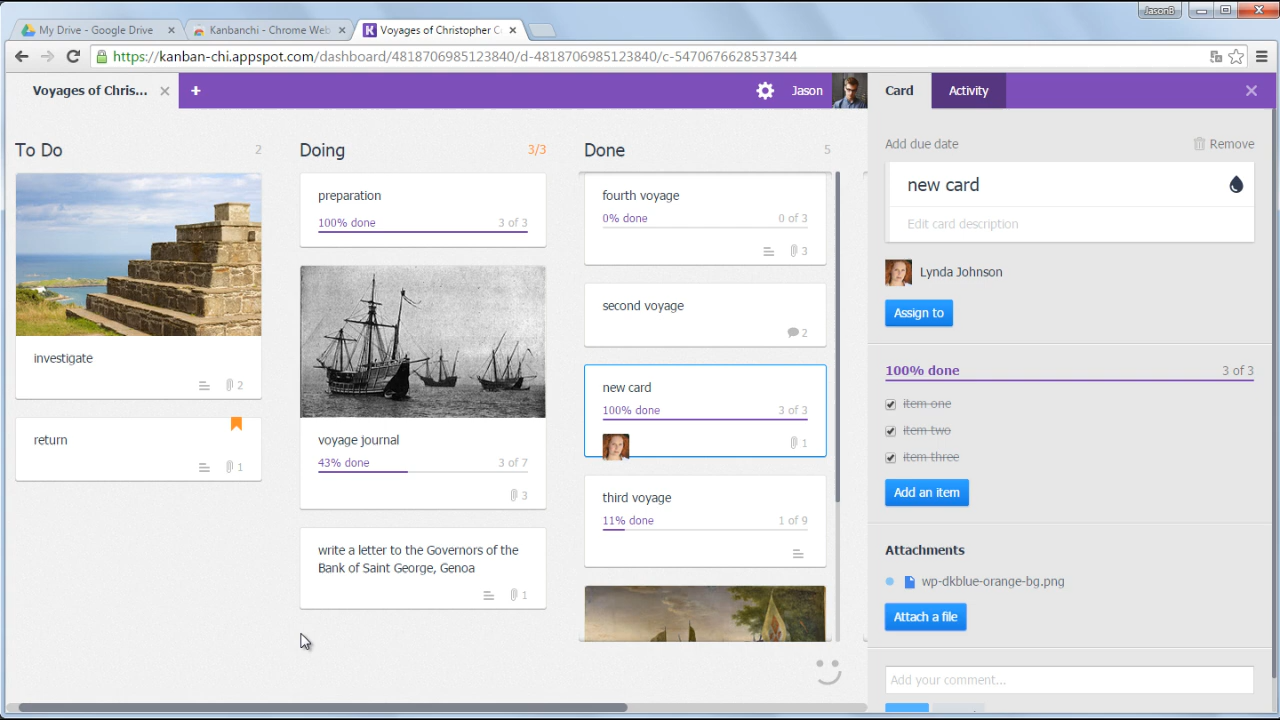 JasonB
My Drive - Google Drive
Kanbanchi - Chrome Web
Voyages of Christopher C
https://kanban-chi.appspot.com/dashboard/4818706985123840/d-4818706985123840/c-5470676628537344
Voyages of Chris...
+
Jason
Card
Activity
To Do 2
investigate
2
return
1
Doing 3/3
preparation
100% done 3 of 3
voyage journal
43% done 3 of 7
3
write a letter to the Governors of the
Bank of Saint George, Genoa
1
Done 5
fourth voyage
0% done 0 of 3
3
second voyage
2
new card
100% done 3 of 3
1
third voyage
11% done 1 of 9
Add due date
Remove
new card
Edit card description
Lynda Johnson
Assign to
100% done 3 of 3
item one
item two
item three
Add an item
Attachments
wp-dkblue-orange-bg.png
Attach a file
Add your comment...